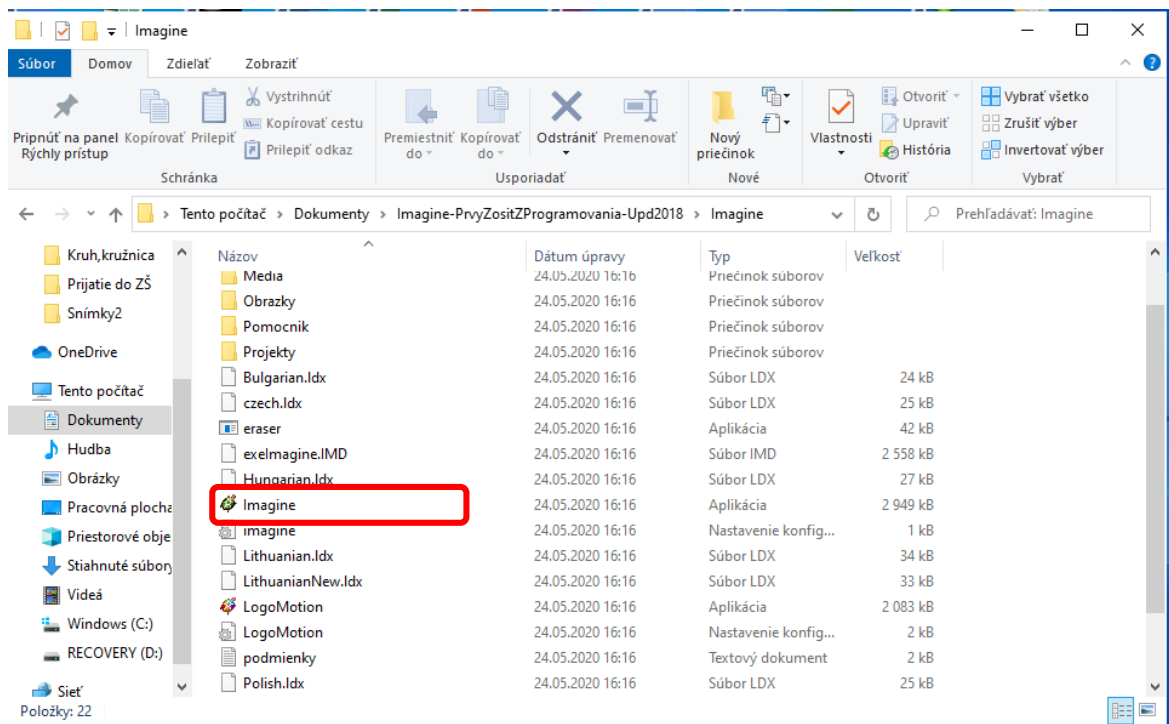 Imagine
Súbor Domov Zdieľať Zobraziť
Pripnúť na panel Rýchly prístup
Kopírovať
Prilepiť
Vystrihnúť
Kopírovať cestu
Prilepiť odkaz
Schránka
Premiestniť do
Kopírovať do
Odstrániť
Premenovať
Usporiadať
Nový priečinok
Nové
Vlastnosti
Otvoriť
Upraviť
História
Otvoriť
Vybrať všetko
Zrušiť výber
Invertovať výber
Vybrať
Tento počítač > Dokumenty > Imagine-PrvyZositZProgramovania-Upd2018 > Imagine
Prehľadávať: Imagine
Kruh,kružnica
Prijatie do ZŠ
Snímky2
OneDrive
Tento počítač
Dokumenty
Hudba
Obrázky
Pracovná plocha
Priestorové obje
Stiahnuté súbory
Videá
Windows (C:)
RECOVERY (D:)
Sieť
Názov Dátum úpravy Typ Veľkosť
Media 24.05.2020 16:16 Priečinok súborov
Obrazky 24.05.2020 16:16 Priečinok súborov
Pomocnik 24.05.2020 16:16 Priečinok súborov
Projekty 24.05.2020 16:16 Priečinok súborov
Bulgarian.ldx 24.05.2020 16:16 Súbor LDX 24 kB
czech.ldx 24.05.2020 16:16 Súbor LDX 25 kB
eraser 24.05.2020 16:16 Aplikácia 42 kB
exeImagine.IMD 24.05.2020 16:16 Súbor IMD 2 558 kB
Hungarian.ldx 24.05.2020 16:16 Súbor LDX 27 kB
Imagine 24.05.2020 16:16 Aplikácia 2 949 kB
imagine 24.05.2020 16:16 Nastavenie konfig... 1 kB
Lithuanian.ldx 24.05.2020 16:16 Súbor LDX 34 kB
LithuanianNew.ldx 24.05.2020 16:16 Súbor LDX 33 kB
LogoMotion 24.05.2020 16:16 Aplikácia 2 083 kB
LogoMotion 24.05.2020 16:16 Nastavenie konfig... 2 kB
podmienky 24.05.2020 16:16 Textový dokument 2 kB
Polish.ldx 24.05.2020 16:16 Súbor LDX 25 kB
Položky: 22